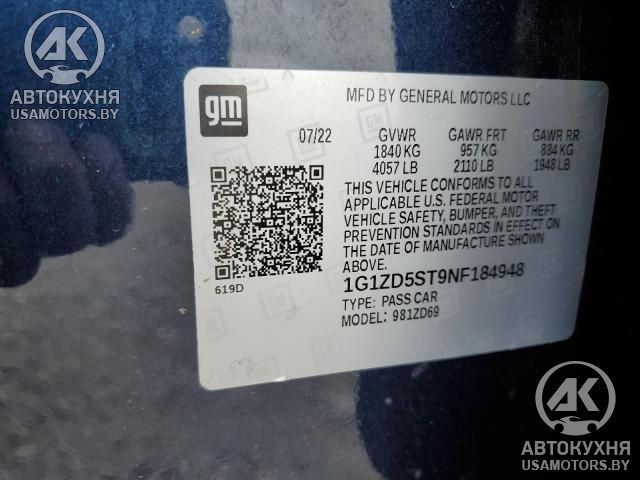 AK
АВТОКУХНЯ
USAMOTORS.BY
gm
MFD BY GENERAL MOTORS LLC
07/22 GVWR GAWR FRT GAWR RR
1840 KG 957 KG 884 KG
4057 LB 2110 LB 1948 LB
THIS VEHICLE CONFORMS TO ALL
APPLICABLE U.S. FEDERAL MOTOR
VEHICLE SAFETY, BUMPER, AND THEFT
PREVENTION STANDARDS IN EFFECT ON
THE DATE OF MANUFACTURE SHOWN
ABOVE.
619D
1G1ZD5ST9NF184948
TYPE: PASS CAR
MODEL: 981ZD69
AK
АВТОКУХНЯ
USAMOTORS.BY